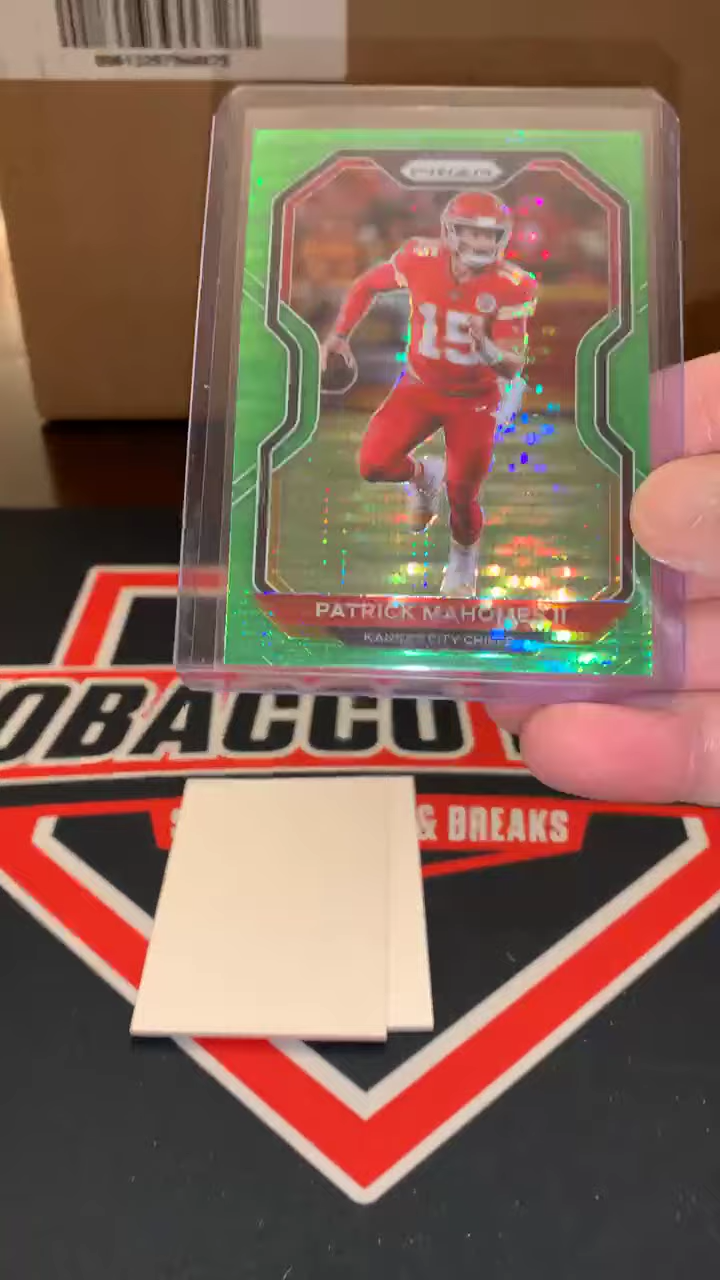 PRIZM
15
PATRICK MAHOMES II
KANSAS CITY CHIEFS
OBACCO
& BREAKS